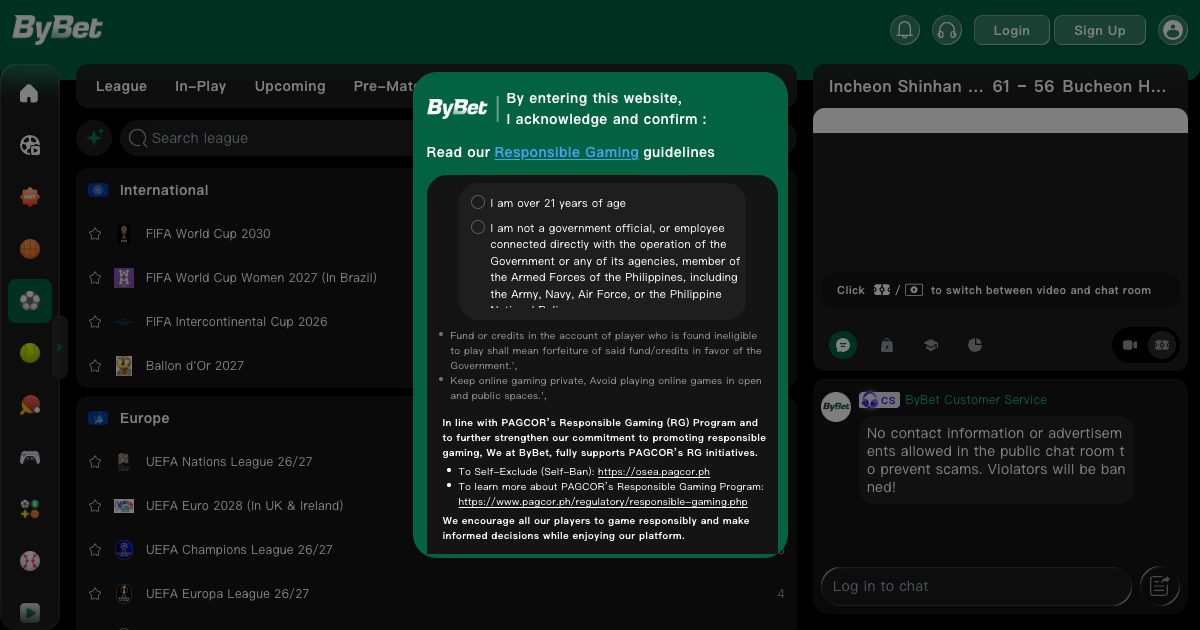 ByBet
Login
Sign Up
League
In-Play
Upcoming
Pre-Mat
Search league
International
FIFA World Cup 2030
FIFA World Cup Women 2027 (In Brazil)
FIFA Intercontinental Cup 2026
Ballon d'Or 2027
Europe
UEFA Nations League 26/27
UEFA Euro 2028 (In UK & Ireland)
UEFA Champions League 26/27
UEFA Europa League 26/27
4
ByBet
By entering this website,
I acknowledge and confirm :
Read our Responsible Gaming guidelines
I am over 21 years of age
I am not a government official, or employee
connected directly with the operation of the
Government or any of its agencies, member of
the Armed Forces of the Philippines, including
the Army, Navy, Air Force, or the Philippine
Fund or credits in the account of player who is found ineligible
to play shall mean forfeiture of said fund/credits in favor of the
Government.',
Keep online gaming private, Avoid playing online games in open
and public spaces.',
In line with PAGCOR's Responsible Gaming (RG) Program and
to further strengthen our commitment to promoting responsible
gaming, We at ByBet, fully supports PAGCOR's RG initiatives.
To Self-Exclude (Self-Ban): https://osea.pagcor.ph
To learn more about PAGCOR's Responsible Gaming Program:
https://www.pagcor.ph/regulatory/responsible-gaming.php
We encourage all our players to game responsibly and make
informed decisions while enjoying our platform.
Incheon Shinhan ... 61 - 56 Bucheon H...
Click / to switch between video and chat room
ByBet
CS ByBet Customer Service
No contact information or advertisem
ents allowed in the public chat room t
o prevent scams. Violators will be ban
ned!
Log in to chat